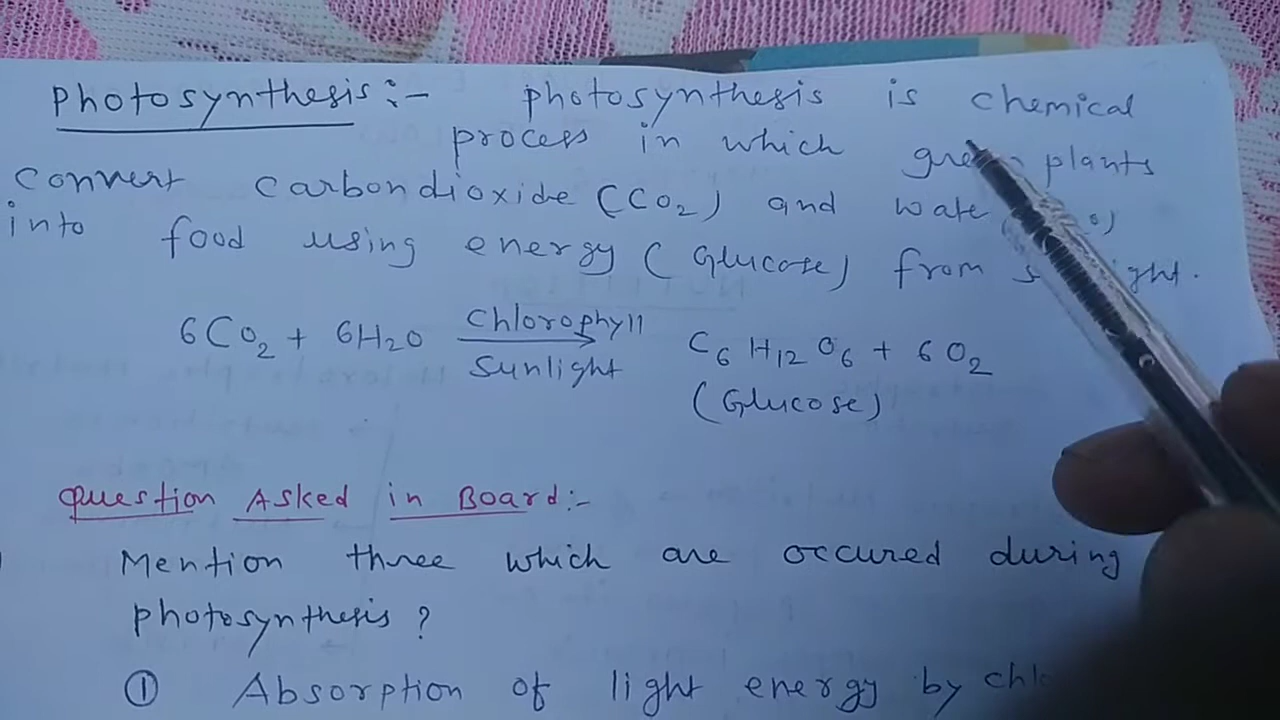 Photosynthesis:- photosynthesis is chemical
process in which plants
convert carbondioxide (CO2) and
into food using energy (Glucose) from
6CO2 + 6H2O Chlorophyll Sunlight C6H12O6 + 6O2
(Glucose)
Question Asked in Board:-
Mention three which are occured during
photosynthesis?
① Absorption of light energy by